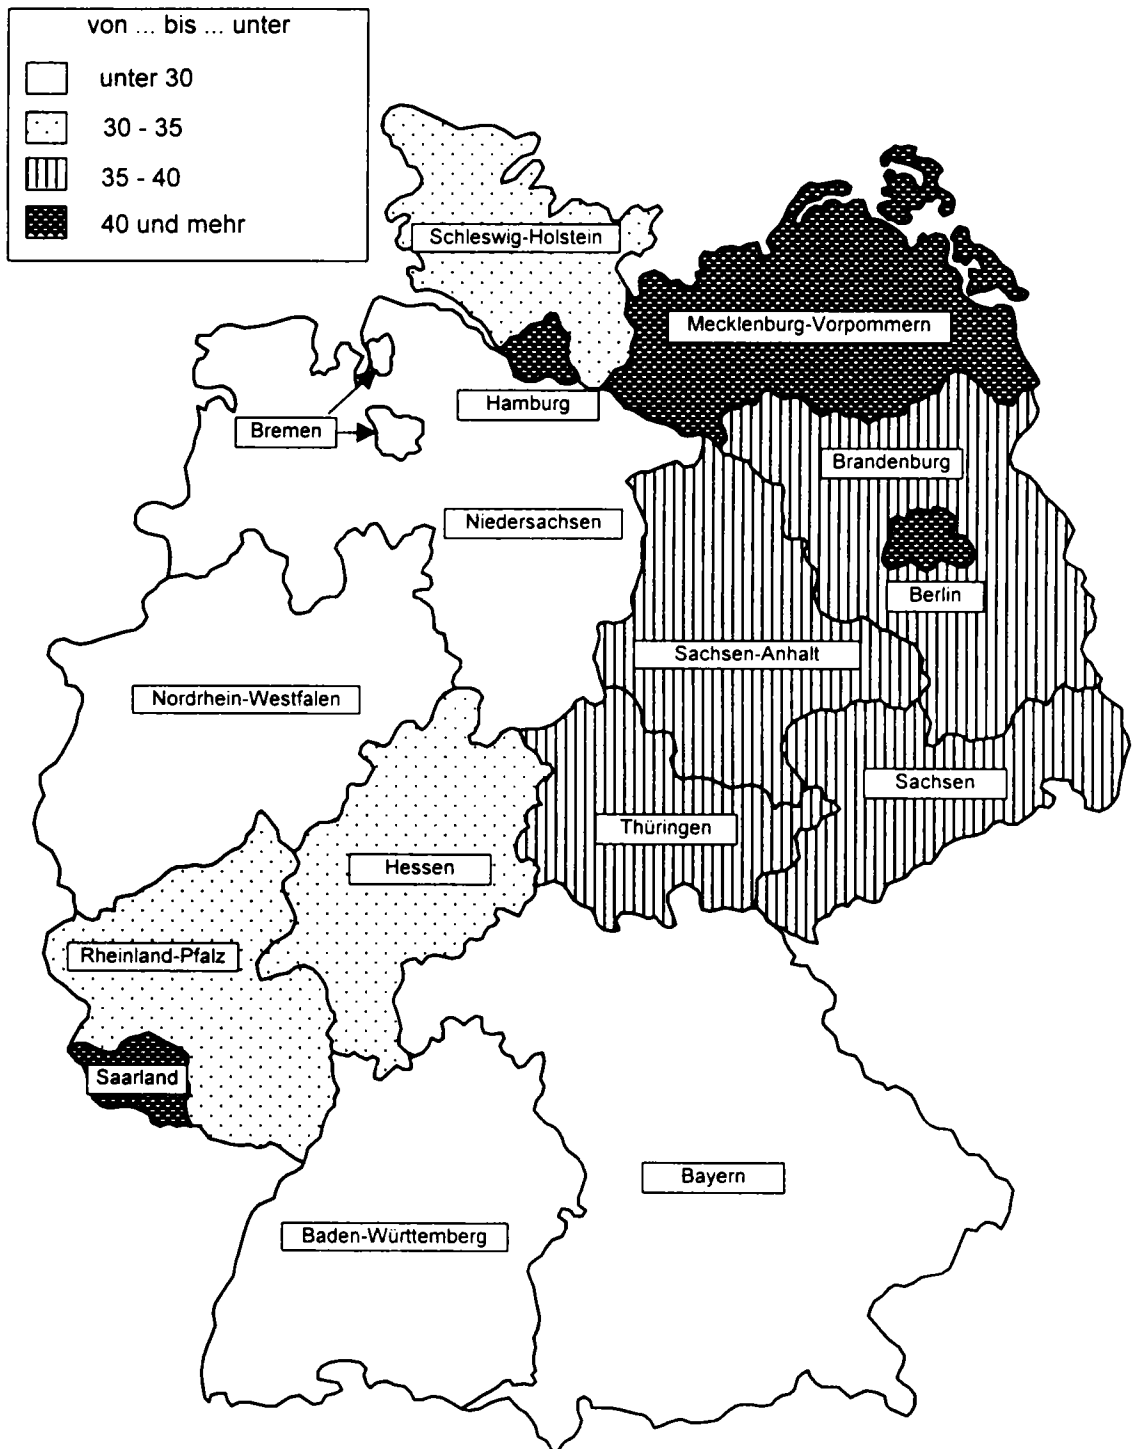 von ... bis ... unter
unter 30
30 - 35
35 - 40
40 und mehr
Schleswig-Holstein
Mecklenburg-Vorpommern
Hamburg
Bremen
Brandenburg
Niedersachsen
Berlin
Sachsen-Anhalt
Nordrhein-Westfalen
Sachsen
Thüringen
Hessen
Rheinland-Pfalz
Saarland
Bayern
Baden-Württemberg